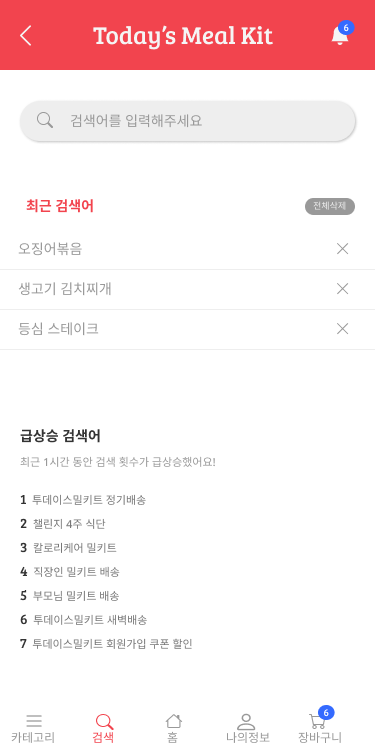 Today's Meal Kit
6
검색어를 입력해주세요
최근 검색어
전체삭제
오징어볶음
생고기 김치찌개
등심 스테이크
급상승 검색어
최근 1시간 동안 검색 횟수가 급상승했어요!
1 투데이스밀키트 정기배송
2 챌린지 4주 식단
3 칼로리케어 밀키트
4 직장인 밀키트 배송
5 부모님 밀키트 배송
6 투데이스밀키트 새벽배송
7 투데이스밀키트 회원가입 쿠폰 할인
6
카테고리 검색 홈 나의정보 장바구니